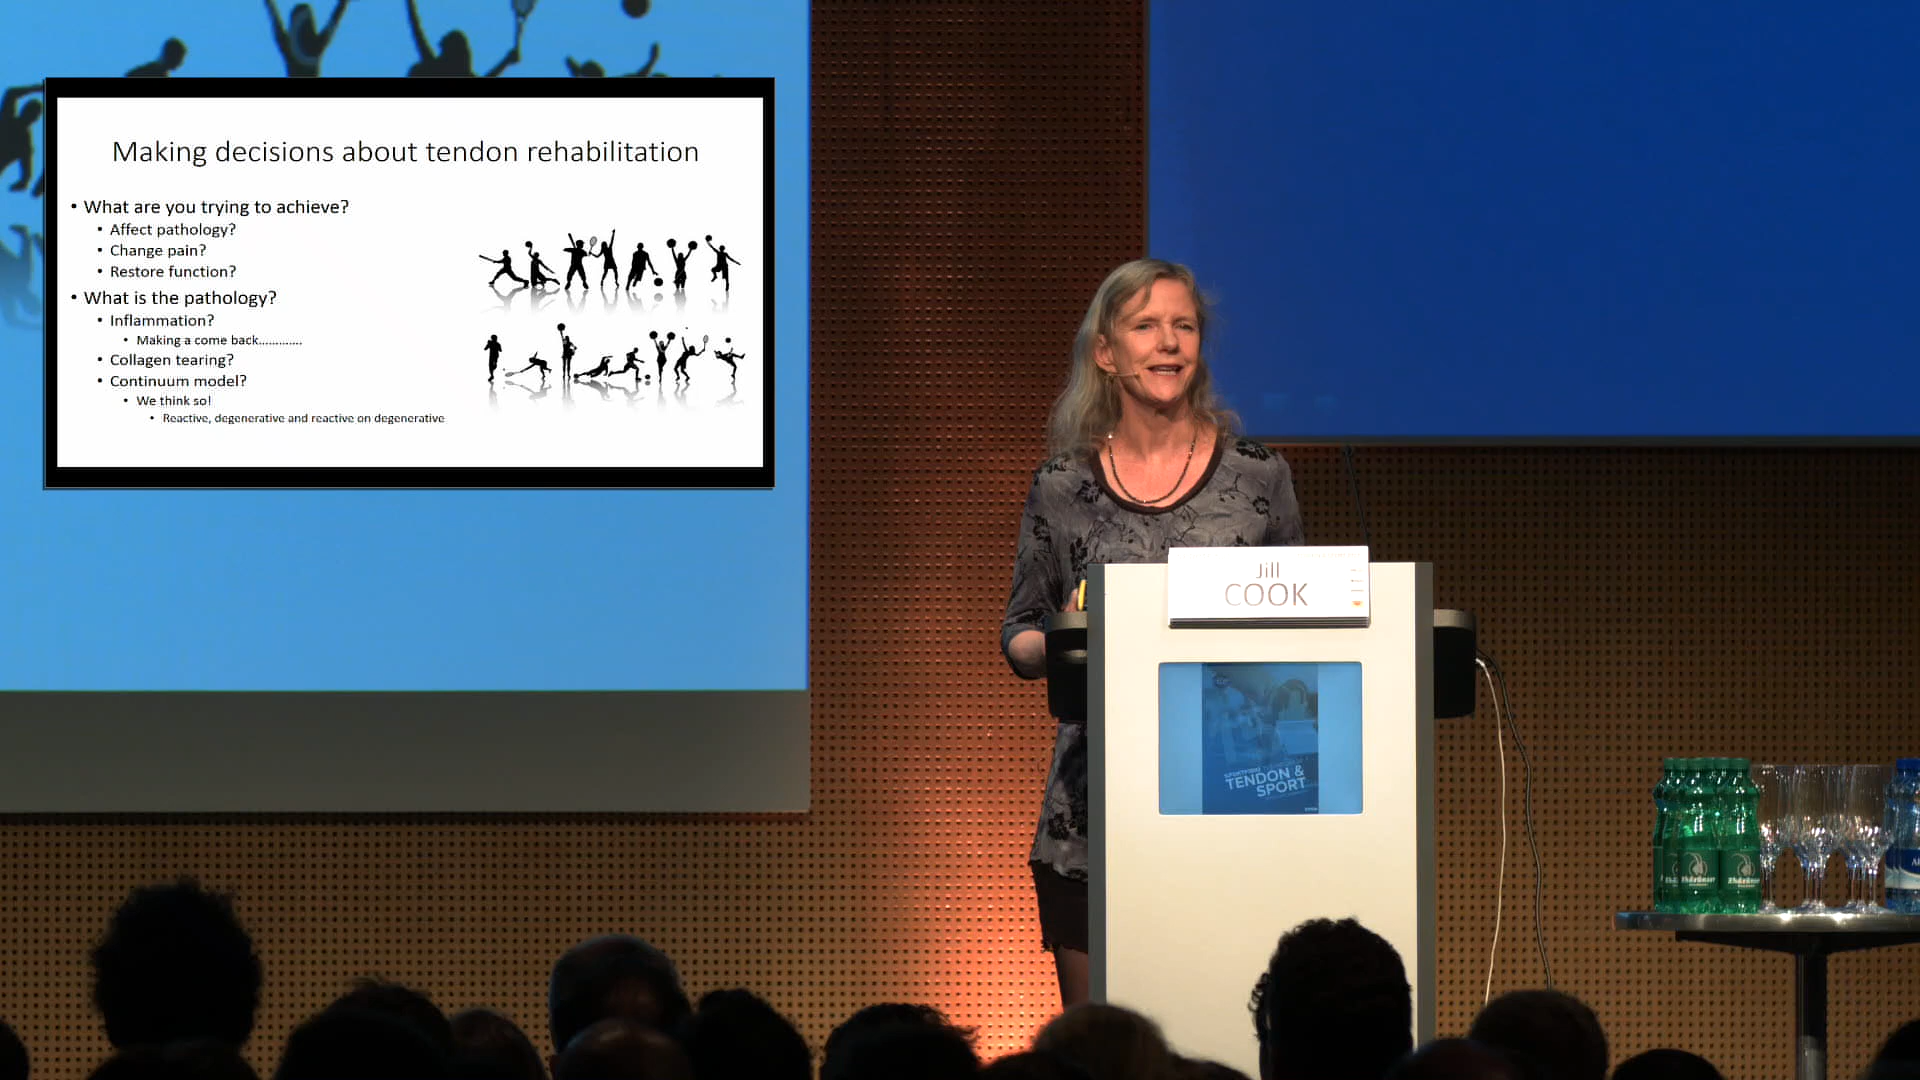 Making decisions about tendon rehabilitation
• What are you trying to achieve?
• Affect pathology?
• Change pain?
• Restore function?
• What is the pathology?
• Inflammation?
• Making a come back.............
• Collagen tearing?
• Continuum model?
• We think so!
• Reactive, degenerative and reactive on degenerative
Jill
COOK
TENDON &
SPORT